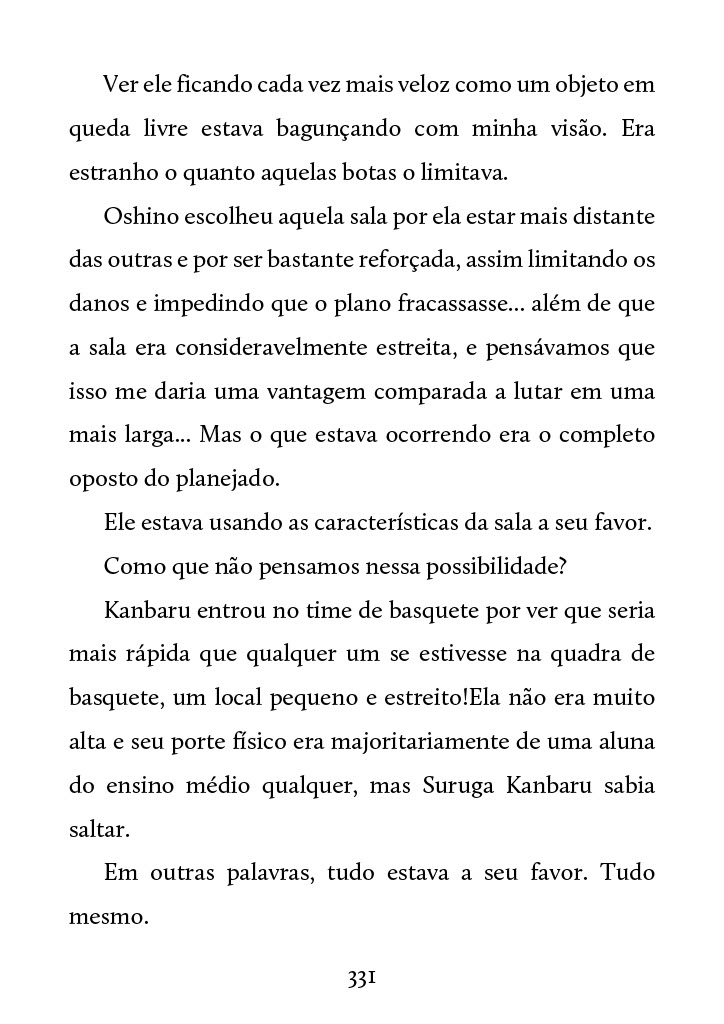 Ver ele ficando cada vez mais veloz como um objeto em
queda livre estava bagunçando com minha visão. Era
estranho o quanto aquelas botas o limitava.
Oshino escolheu aquela sala por ela estar mais distante
das outras e por ser bastante reforçada, assim limitando os
danos e impedindo que o plano fracassasse... além de que
a sala era consideravelmente estreita, e pensávamos que
isso me daria uma vantagem comparada a lutar em uma
mais larga... Mas o que estava ocorrendo era o completo
oposto do planejado.
Ele estava usando as características da sala a seu favor.
Como que não pensamos nessa possibilidade?
Kanbaru entrou no time de basquete por ver que seria
mais rápida que qualquer um se estivesse na quadra de
basquete, um local pequeno e estreito!Ela não era muito
alta e seu porte físico era majoritariamente de uma aluna
do ensino médio qualquer, mas Suruga Kanbaru sabia
saltar.
Em outras palavras, tudo estava a seu favor. Tudo
mesmo.
331